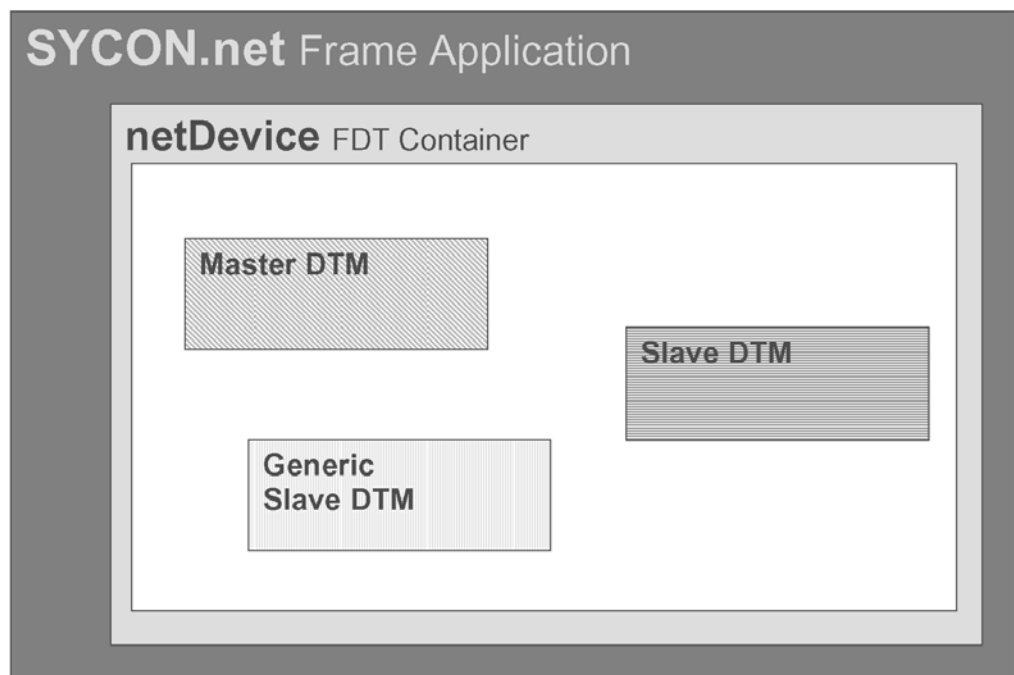 SYCON.net Frame Application
netDevice FDT Container
Master DTM
Slave DTM
Generic
Slave DTM